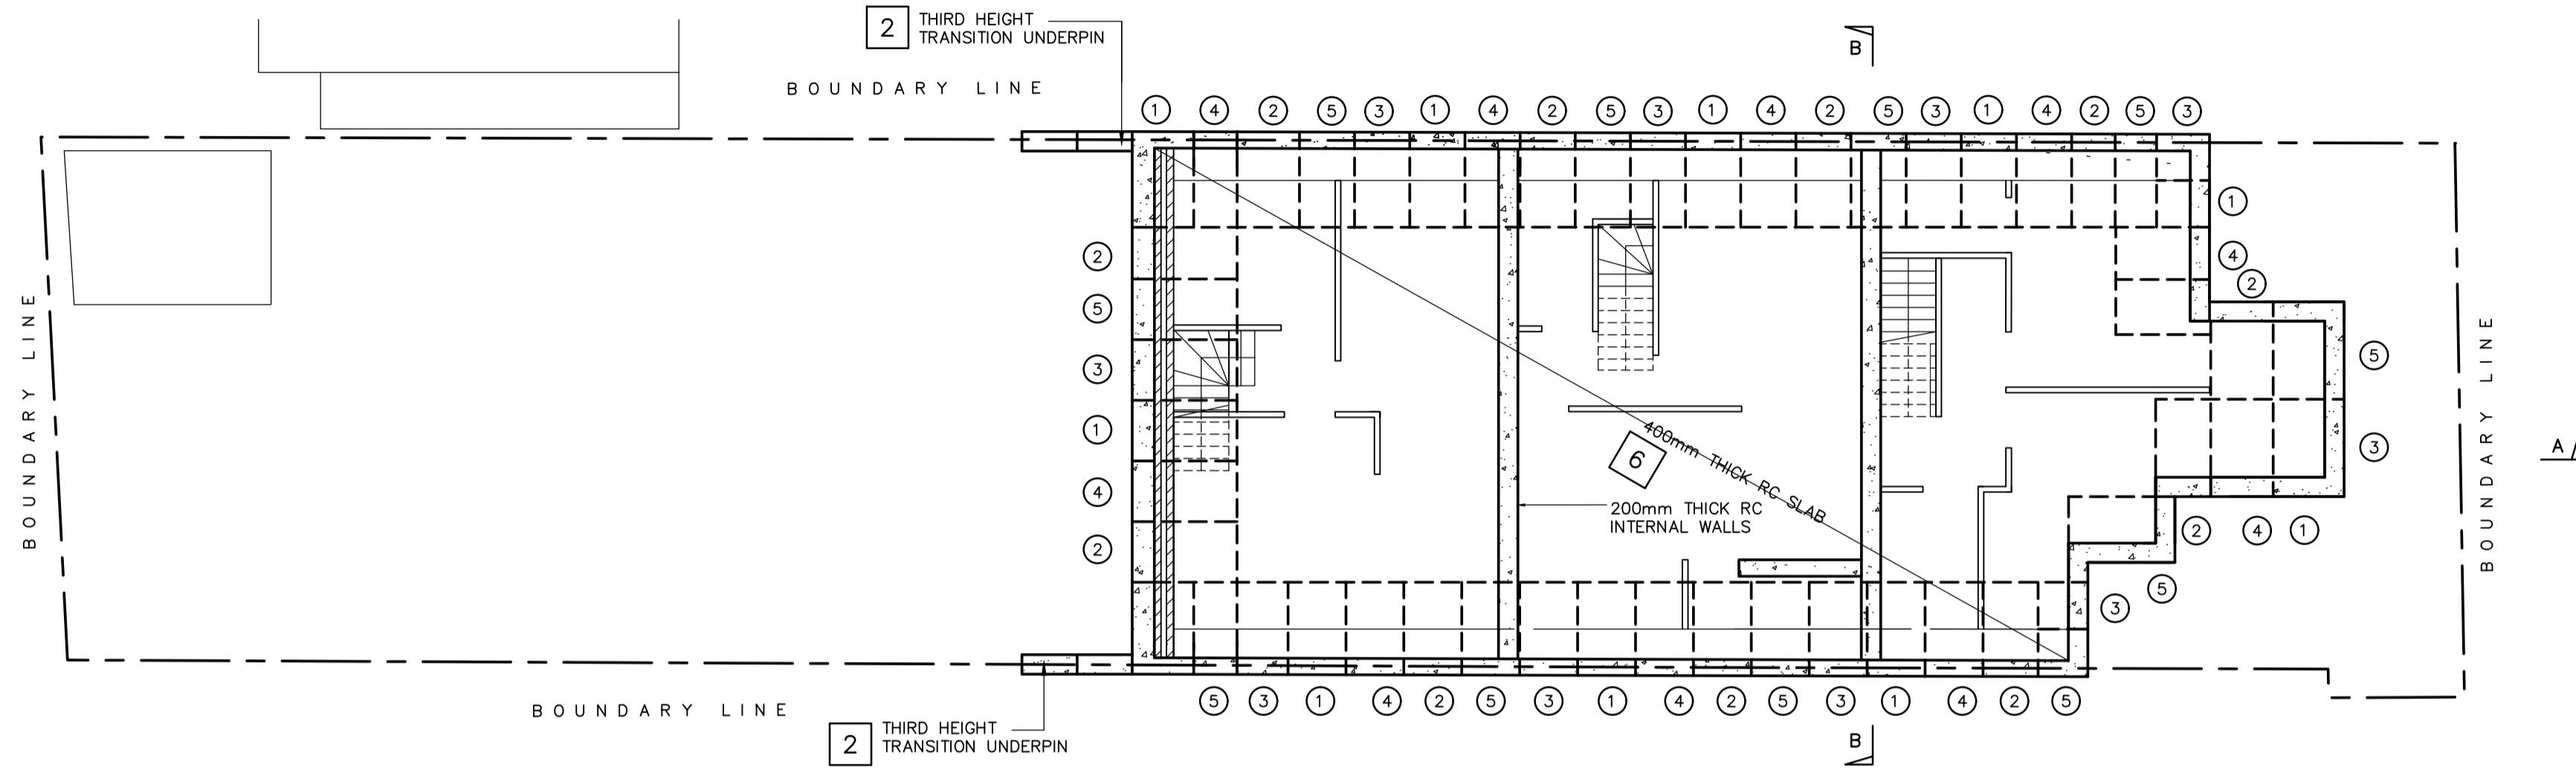 2
THIRD HEIGHT
TRANSITION UNDERPIN
B
BOUNDARY LINE
1 4 2 5 3 1 4 2 5 3 1 4 2 5 3 1 4 2 5 3
1
4
2
2
5
3
1
4
2
5
3
BOUNDARY LINE
BOUNDARY LINE
A
6
400mm THICK RC SLAB
200mm THICK RC
INTERNAL WALLS
2 4 1
5
3
5 3 1 4 2 5 3 1 4 2 5 3 1 4 2 5
BOUNDARY LINE
2
THIRD HEIGHT
TRANSITION UNDERPIN
B